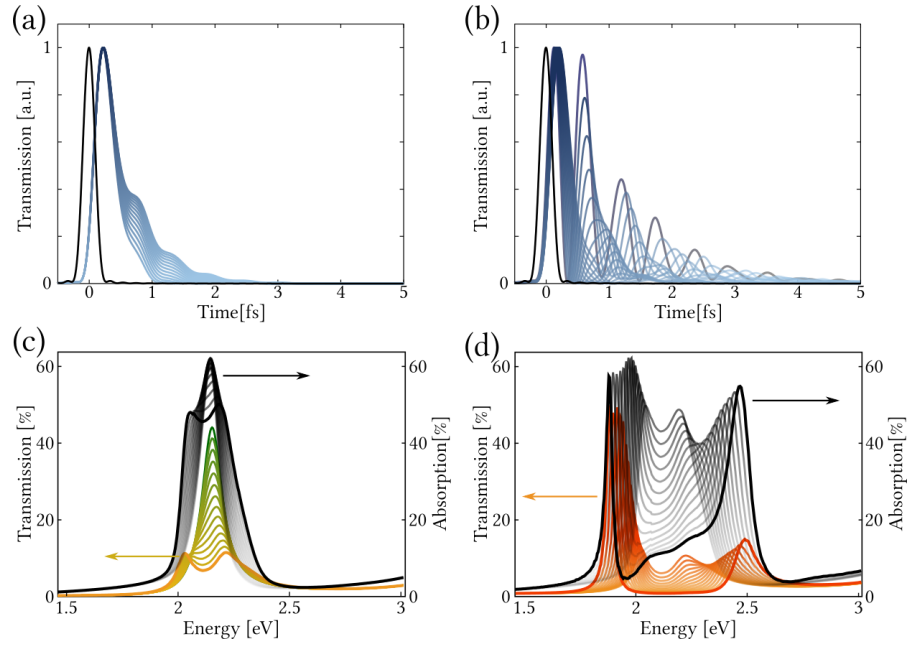 (a)
(b)
1
0
Transmission [a.u.]
0
1
2
3
4
5
Time[fs]
1
0
Transmission [a.u.]
0
1
2
3
4
5
Time[fs]
(c)
(d)
60
40
20
0
Transmission [%]
60
40
20
0
Absorption[%]
1.5
2
2.5
3
Energy [eV]
60
40
20
0
Transmission [%]
60
40
20
0
Absorption[%]
1.5
2
2.5
3
Energy [eV]